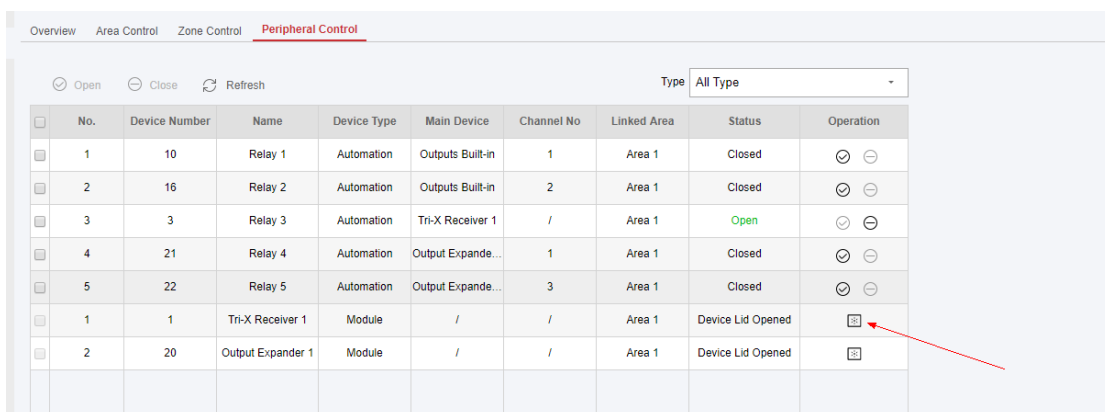 Overview Area Control Zone Control Peripheral Control
Open Close Refresh Type All Type
No. Device Number Name Device Type Main Device Channel No Linked Area Status Operation
1 10 Relay 1 Automation Outputs Built-in 1 Area 1 Closed
2 16 Relay 2 Automation Outputs Built-in 2 Area 1 Closed
3 3 Relay 3 Automation Tri-X Receiver 1 / Area 1 Open
4 21 Relay 4 Automation Output Expande... 1 Area 1 Closed
5 22 Relay 5 Automation Output Expande... 3 Area 1 Closed
1 1 Tri-X Receiver 1 Module / / Area 1 Device Lid Opened
2 20 Output Expander 1 Module / / Area 1 Device Lid Opened